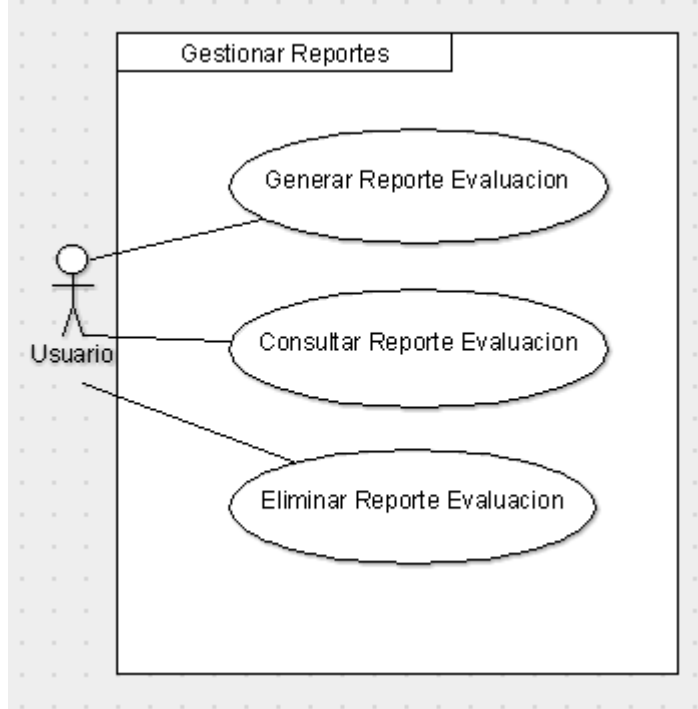 Gestionar Reportes
Generar Reporte Evaluacion
Consultar Reporte Evaluacion
Usuario
Eliminar Reporte Evaluacion